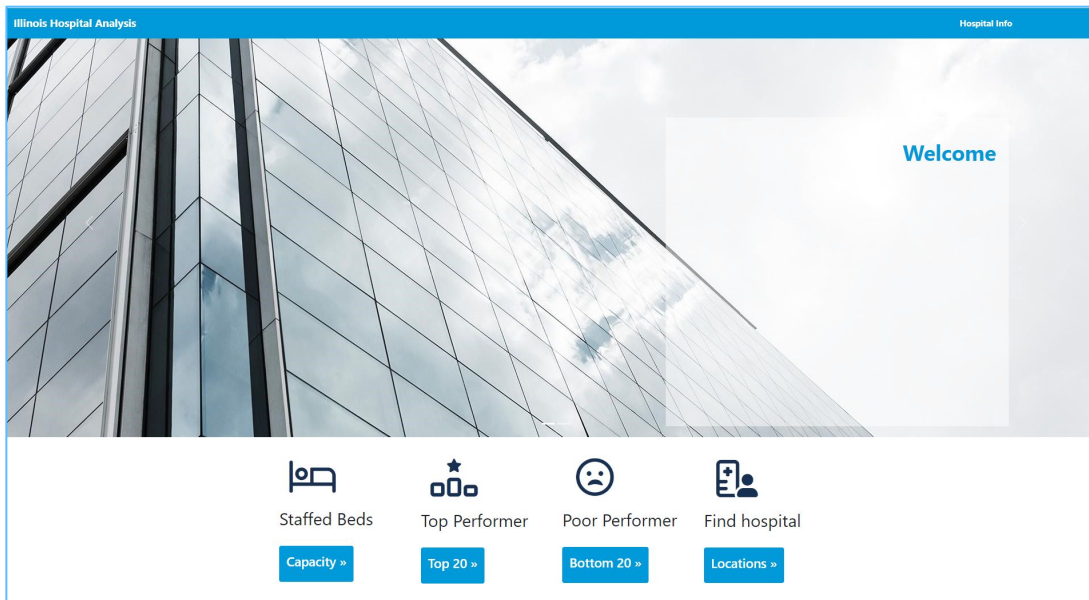 Illinois Hospital Analysis
Hospital Info
Welcome
Staffed Beds
Top Performer
Poor Performer
Find hospital
Capacity »
Top 20 »
Bottom 20 »
Locations »